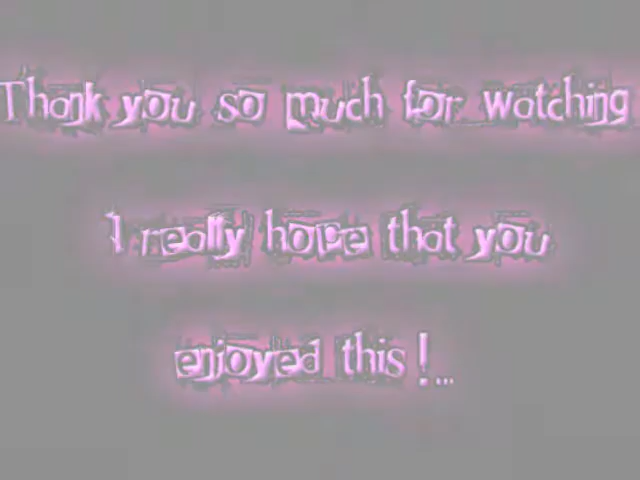 Thank you so much for watching
I really hope that you
enjoyed this!...